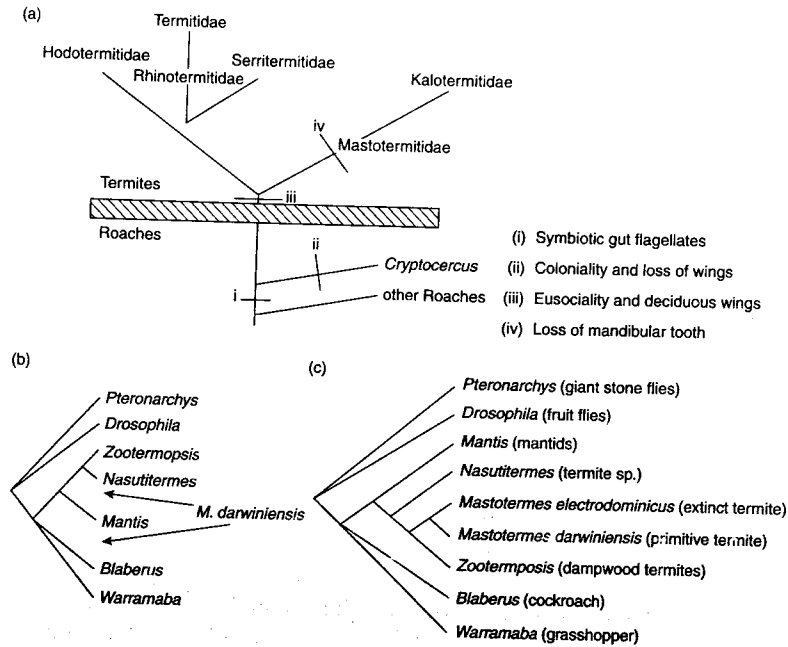 (a)
Termitidae
Hodotermitidae
Serritermitidae
Rhinotermitidae
Kalotermitidae
iv
Mastotermitidae
Termites
iii
Roaches
ii
(i) Symbiotic gut flagellates
Cryptocercus
(ii) Coloniality and loss of wings
i
other Roaches
(iii) Eusociality and deciduous wings
(iv) Loss of mandibular tooth
(b)
Pteronarchys
Drosophila
Zootermopsis
Nasutitermes
M. darwiniensis
Mantis
Blaberus
Warramaba
(c)
Pteronarchys (giant stone flies)
Drosophila (fruit flies)
Mantis (mantids)
Nasutitermes (termite sp.)
Mastotermes electrodominicus (extinct termite)
Mastotermes darwiniensis (primitive termite)
Zootermposis (dampwood termites)
Blaberus (cockroach)
Warramaba (grasshopper)